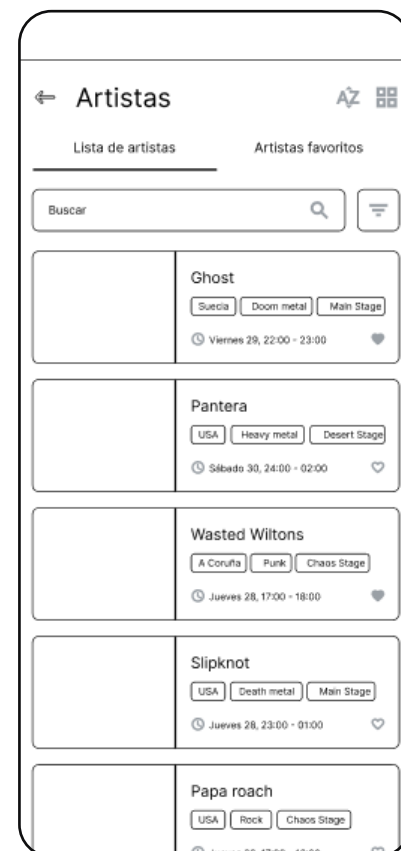 Artistas AZ
Lista de artistas Artistas favoritos
Buscar
Ghost
Suecia Doom metal Main Stage
Viernes 29, 22:00 - 23:00
Pantera
USA Heavy metal Desert Stage
Sábado 30, 24:00 - 02:00
Wasted Wiltons
A Coruña Punk Chaos Stage
Jueves 28, 17:00 - 18:00
Slipknot
USA Death metal Main Stage
Jueves 28, 23:00 - 01:00
Papa roach
USA Rock Chaos Stage